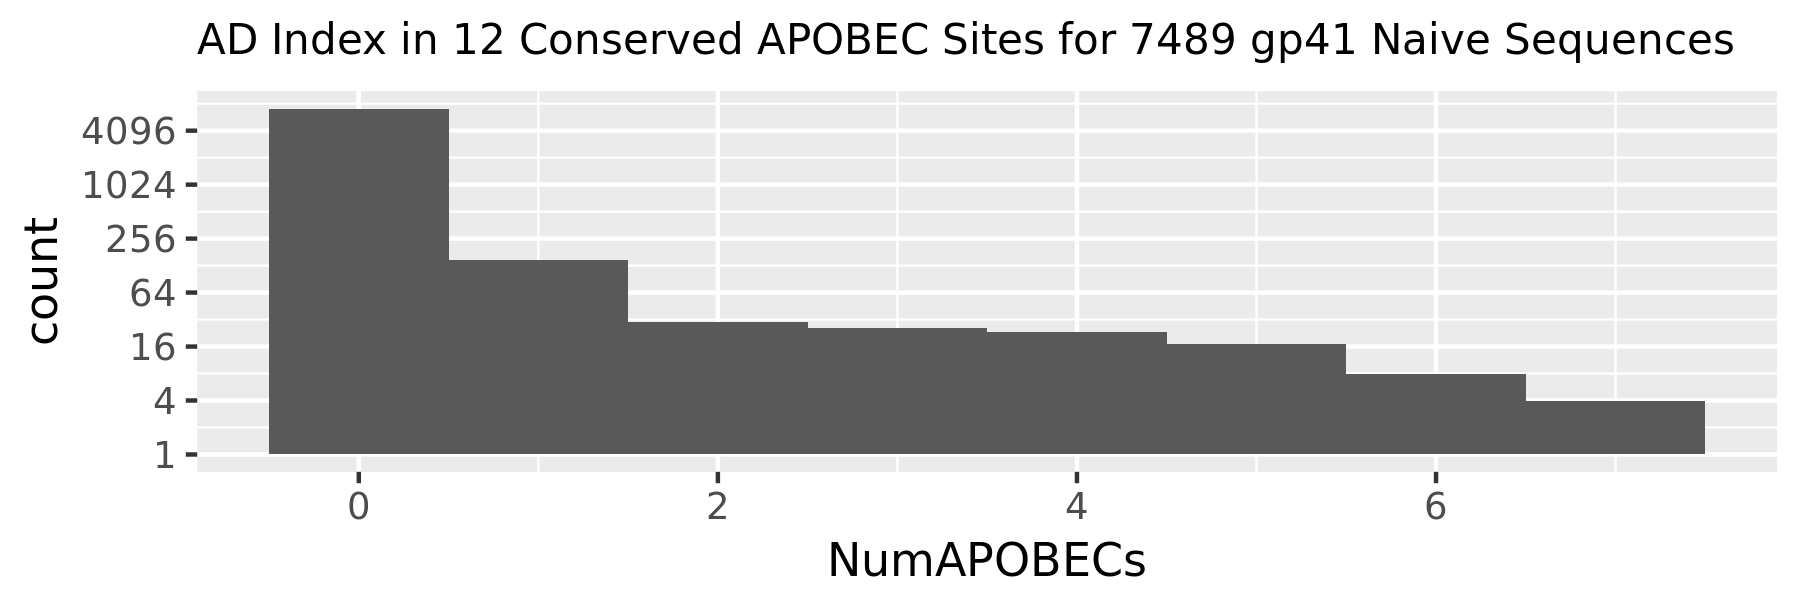 AD Index in 12 Conserved APOBEC Sites for 7489 gp41 Naive Sequences
4096
1024
256
64
16
4
1
count
0 2 4 6
NumAPOBECs